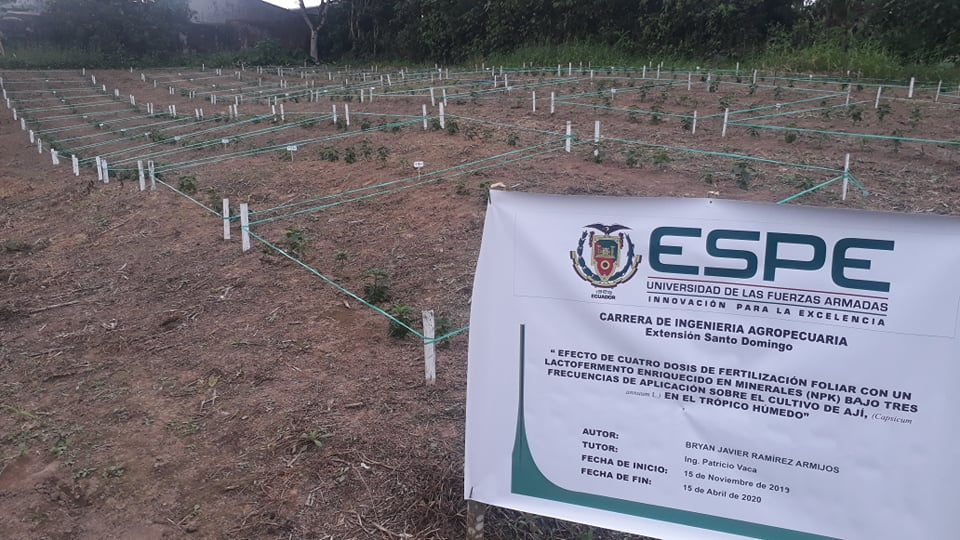 ESPE
UNIVERSIDAD DE LAS FUERZAS ARMADAS
INNOVACIÓN PARA LA EXCELENCIA
ECUADOR
CARRERA DE INGENIERIA AGROPECUARIA
Extensión Santo Domingo
" EFECTO DE CUATRO DOSIS DE FERTILIZACIÓN FOLIAR CON UN
LACTOFERMENTO ENRIQUECIDO EN MINERALES (NPK) BAJO TRES
FRECUENCIAS DE APLICACIÓN SOBRE EL CULTIVO DE AJÍ, (Capsicum
annuum L.) EN EL TRÓPICO HÚMEDO"
AUTOR: BRYAN JAVIER RAMÍREZ ARMIJOS
TUTOR: Ing. Patricio Vaca
FECHA DE INICIO: 15 de Noviembre de 2019
FECHA DE FIN: 15 de Abril de 2020